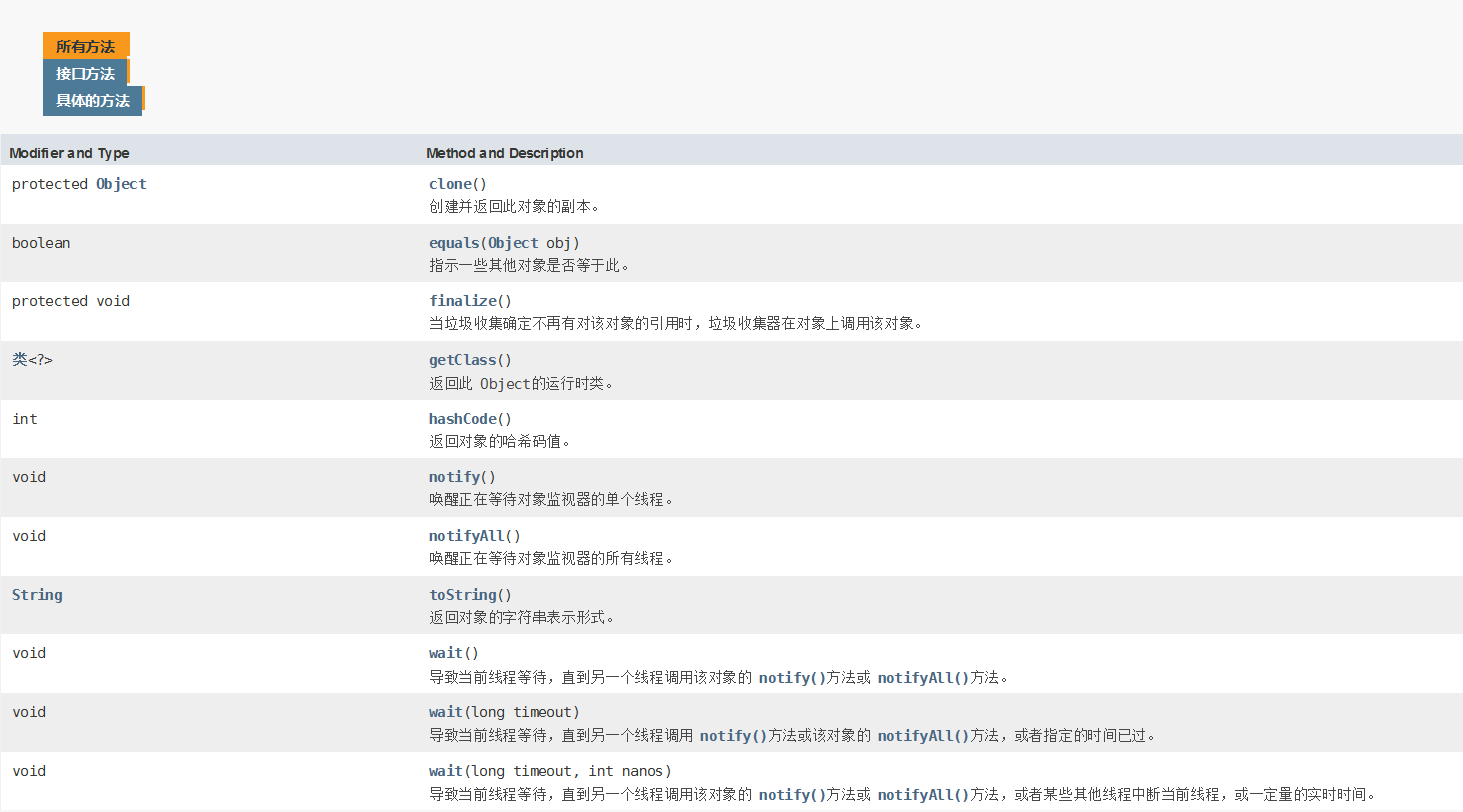 所有方法
接口方法
具体的方法
Modifier and Type Method and Description
protected Object clone()
创建并返回此对象的副本。
boolean equals(Object obj)
指示一些其他对象是否等于此。
protected void finalize()
当垃圾收集确定不再有对该对象的引用时，垃圾收集器在对象上调用该对象。
类<?> getClass()
返回此 Object的运行时类。
int hashCode()
返回对象的哈希码值。
void notify()
唤醒正在等待对象监视器的单个线程。
void notifyAll()
唤醒正在等待对象监视器的所有线程。
String toString()
返回对象的字符串表示形式。
void wait()
导致当前线程等待，直到另一个线程调用该对象的 notify()方法或 notifyAll()方法。
void wait(long timeout)
导致当前线程等待，直到另一个线程调用 notify()方法或该对象的 notifyAll()方法，或者指定的时间已过。
void wait(long timeout, int nanos)
导致当前线程等待，直到另一个线程调用该对象的 notify()方法或 notifyAll()方法，或者某些其他线程中断当前线程，或一定量的实时时间。